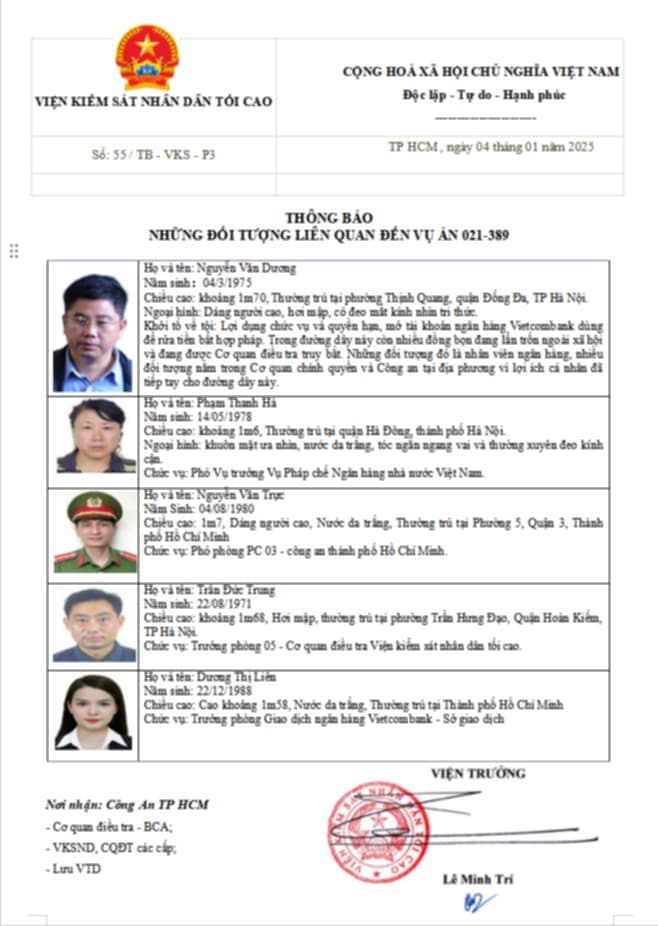 VIỆN KIỂM SÁT NHÂN DÂN TỐI CAO
CỘNG HOÀ XÃ HỘI CHỦ NGHĨA VIỆT NAM
Độc lập - Tự do - Hạnh phúc
Số: 55 / TB - VKS - P3
TP HCM , ngày 04 tháng 01 năm 2025
THÔNG BÁO
NHỮNG ĐỐI TƯỢNG LIÊN QUAN ĐẾN VỤ ÁN 021-389
Họ và tên: Nguyễn Văn Dương
Năm sinh: 04/3/1975
Chiều cao: khoảng 1m70, Thường trú tại phường Thịnh Quang, quận Đống Đa, TP Hà Nội.
Ngoại hình: Dáng người cao, hơi mập, có đeo mắt kính nhìn tri thức.
Khởi tố về tội: Lợi dụng chức vụ và quyền hạn, mở tài khoản ngân hàng Vietcombank dùng
để rửa tiền bất hợp pháp. Trong đường dây này còn nhiều đồng bọn đang lẩn trốn ngoài xã hội
và đang được Cơ quan điều tra truy bắt. Những đối tượng đó là nhân viên ngân hàng, nhiều
đối tượng nằm trong Cơ quan chính quyền và Công an tại địa phương vì lợi ích cá nhân đã
tiếp tay cho đường dây này.
Họ và tên: Phạm Thanh Hà
Năm sinh: 14/05/1978
Chiều cao: khoảng 1m6, Thường trú tại quận Hà Đông, thành phố Hà Nội.
Ngoại hình: khuôn mặt ưa nhìn, nước da trắng, tóc ngắn ngang vai và thường xuyên đeo kính
cận.
Chức vụ: Phó Vụ trưởng Vụ Pháp chế Ngân hàng nhà nước Việt Nam.
Họ và tên: Nguyễn Văn Trực
Năm Sinh: 04/08/1980
Chiều cao: 1m7, Dáng người cao, Nước da trắng, Thường trú tại Phường 5, Quận 3, Thành
phố Hồ Chí Minh
Chức vụ: Phó phòng PC 03 - công an thành phố Hồ Chí Minh.
Họ và tên: Trần Đức Trung
Năm sinh: 22/08/1971
Chiều cao: khoảng 1m68, Hơi mập, thường trú tại phường Trần Hưng Đạo, Quận Hoàn Kiếm,
TP Hà Nội.
Chức vụ: Trưởng phòng 05 - Cơ quan điều tra Viện kiểm sát nhân dân tối cao.
Họ và tên: Dương Thị Liên
Năm sinh: 22/12/1988
Chiều cao: Cao khoảng 1m58, Nước da trắng, Thường trú tại Thành phố Hồ Chí Minh
Chức vụ: Trưởng phòng Giao dịch ngân hàng Vietcombank - Sở giao dịch
VIỆN TRƯỞNG
Nơi nhận: Công An TP HCM
- Cơ quan điều tra - BCA;
- VKSND, CQĐT các cấp;
- Lưu VTD
VIỆN KIỂM SÁT NHÂN DÂN TỐI CAO
Lê Minh Trí